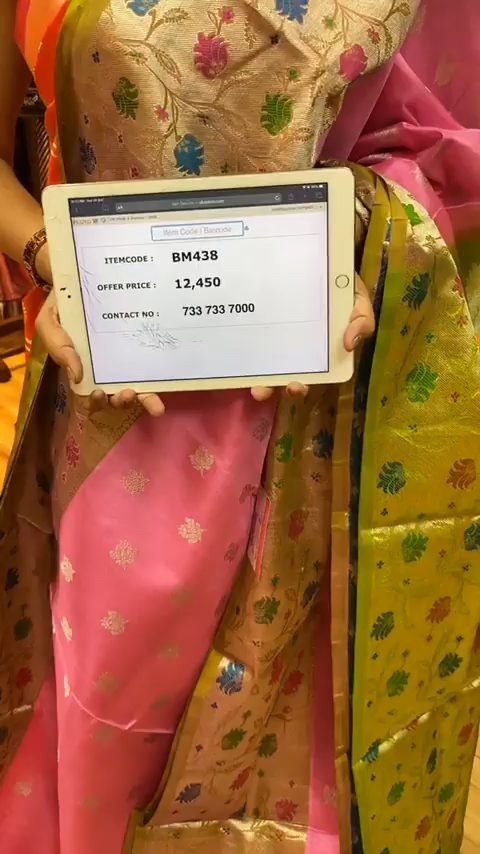 Item Code / Barcode
ITEMCODE : BM438
OFFER PRICE : 12,450
CONTACT NO : 733 733 7000